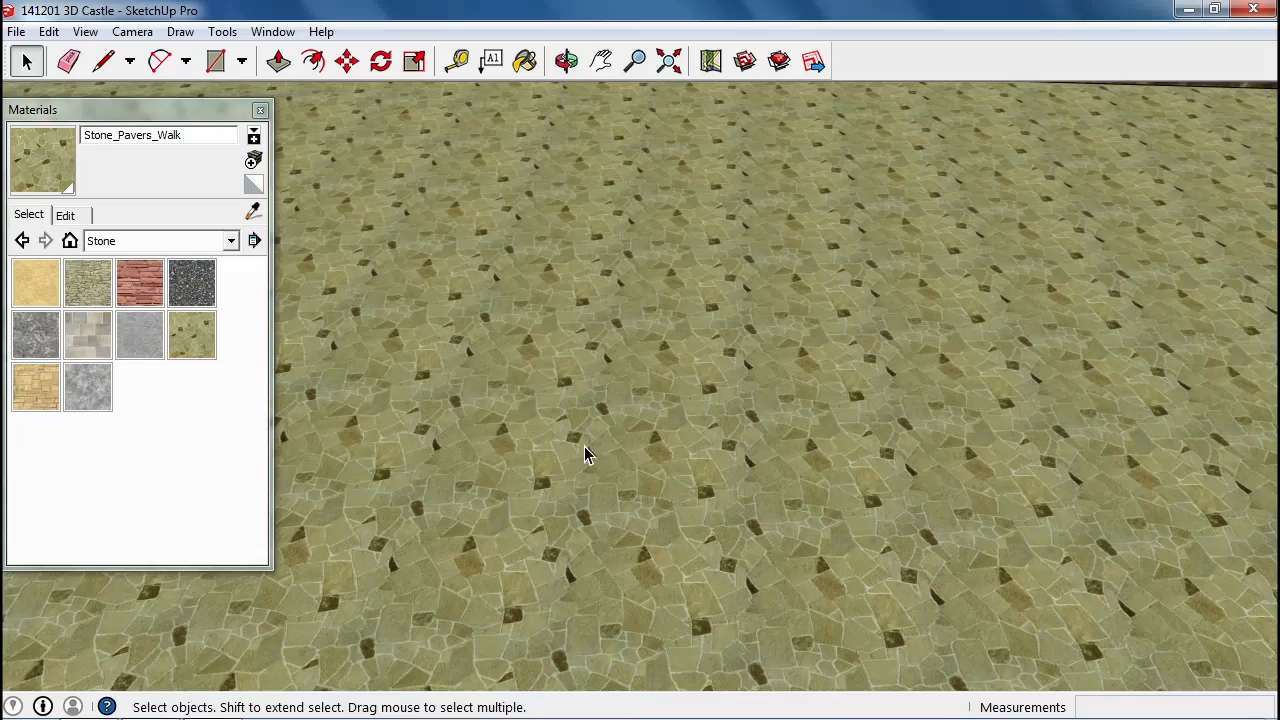 141201 3D Castle - SketchUp Pro
File Edit View Camera Draw Tools Window Help
A1
Materials
Stone_Pavers_Walk
Select Edit
Stone
Select objects. Shift to extend select. Drag mouse to select multiple.
Measurements